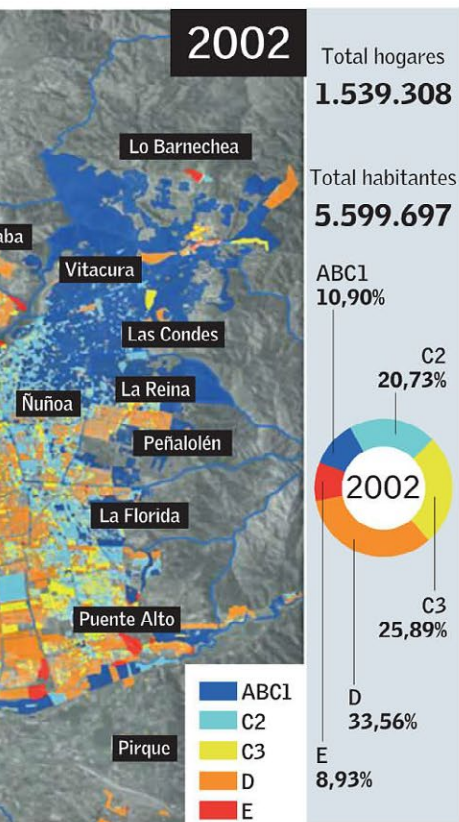 2002
Total hogares
1.539.308
Total habitantes
5.599.697
Lo Barnechea
aba
Vitacura
Las Condes
La Reina
Ñuñoa
Peñalolén
La Florida
Puente Alto
Pirque
ABC1
C2
C3
D
E
ABC1
10,90%
C2
20,73%
2002
C3
25,89%
D
33,56%
E
8,93%